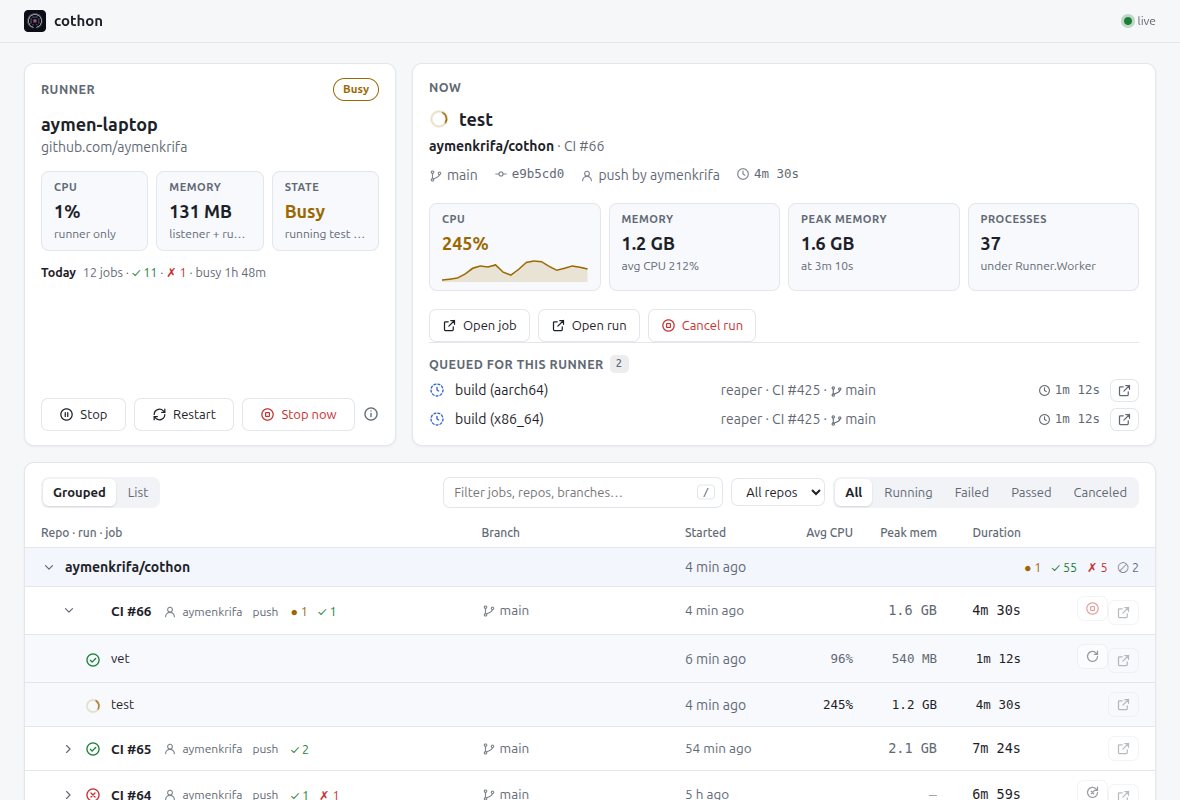 cothon
live
RUNNER
Busy
aymen-laptop
github.com/aymenkrifa
CPU
1%
runner only
MEMORY
131 MB
listener + ru…
STATE
Busy
running test …
Today 12 jobs · ✓ 11 · ✗ 1 · busy 1h 48m
Stop
Restart
Stop now
NOW
test
aymenkrifa/cothon · CI #66
main e9b5cd0 push by aymenkrifa 4m 30s
CPU
245%
MEMORY
1.2 GB
avg CPU 212%
PEAK MEMORY
1.6 GB
at 3m 10s
PROCESSES
37
under Runner.Worker
Open job
Open run
Cancel run
QUEUED FOR THIS RUNNER 2
build (aarch64) reaper · CI #425 · main 1m 12s
build (x86_64) reaper · CI #425 · main 1m 12s
Grouped List Filter jobs, repos, branches… / All repos All Running Failed Passed Canceled
Repo · run · job Branch Started Avg CPU Peak mem Duration
aymenkrifa/cothon 4 min ago 1 ✓ 55 ✗ 5 2
CI #66 aymenkrifa push 1 ✓ 1 main 4 min ago 1.6 GB 4m 30s
vet 6 min ago 96% 540 MB 1m 12s
test 4 min ago 245% 1.2 GB 4m 30s
CI #65 aymenkrifa push ✓ 2 main 54 min ago 2.1 GB 7m 24s
CI #64 aymenkrifa push ✓ 1 ✗ 1 main 5 h ago — 6m 59s